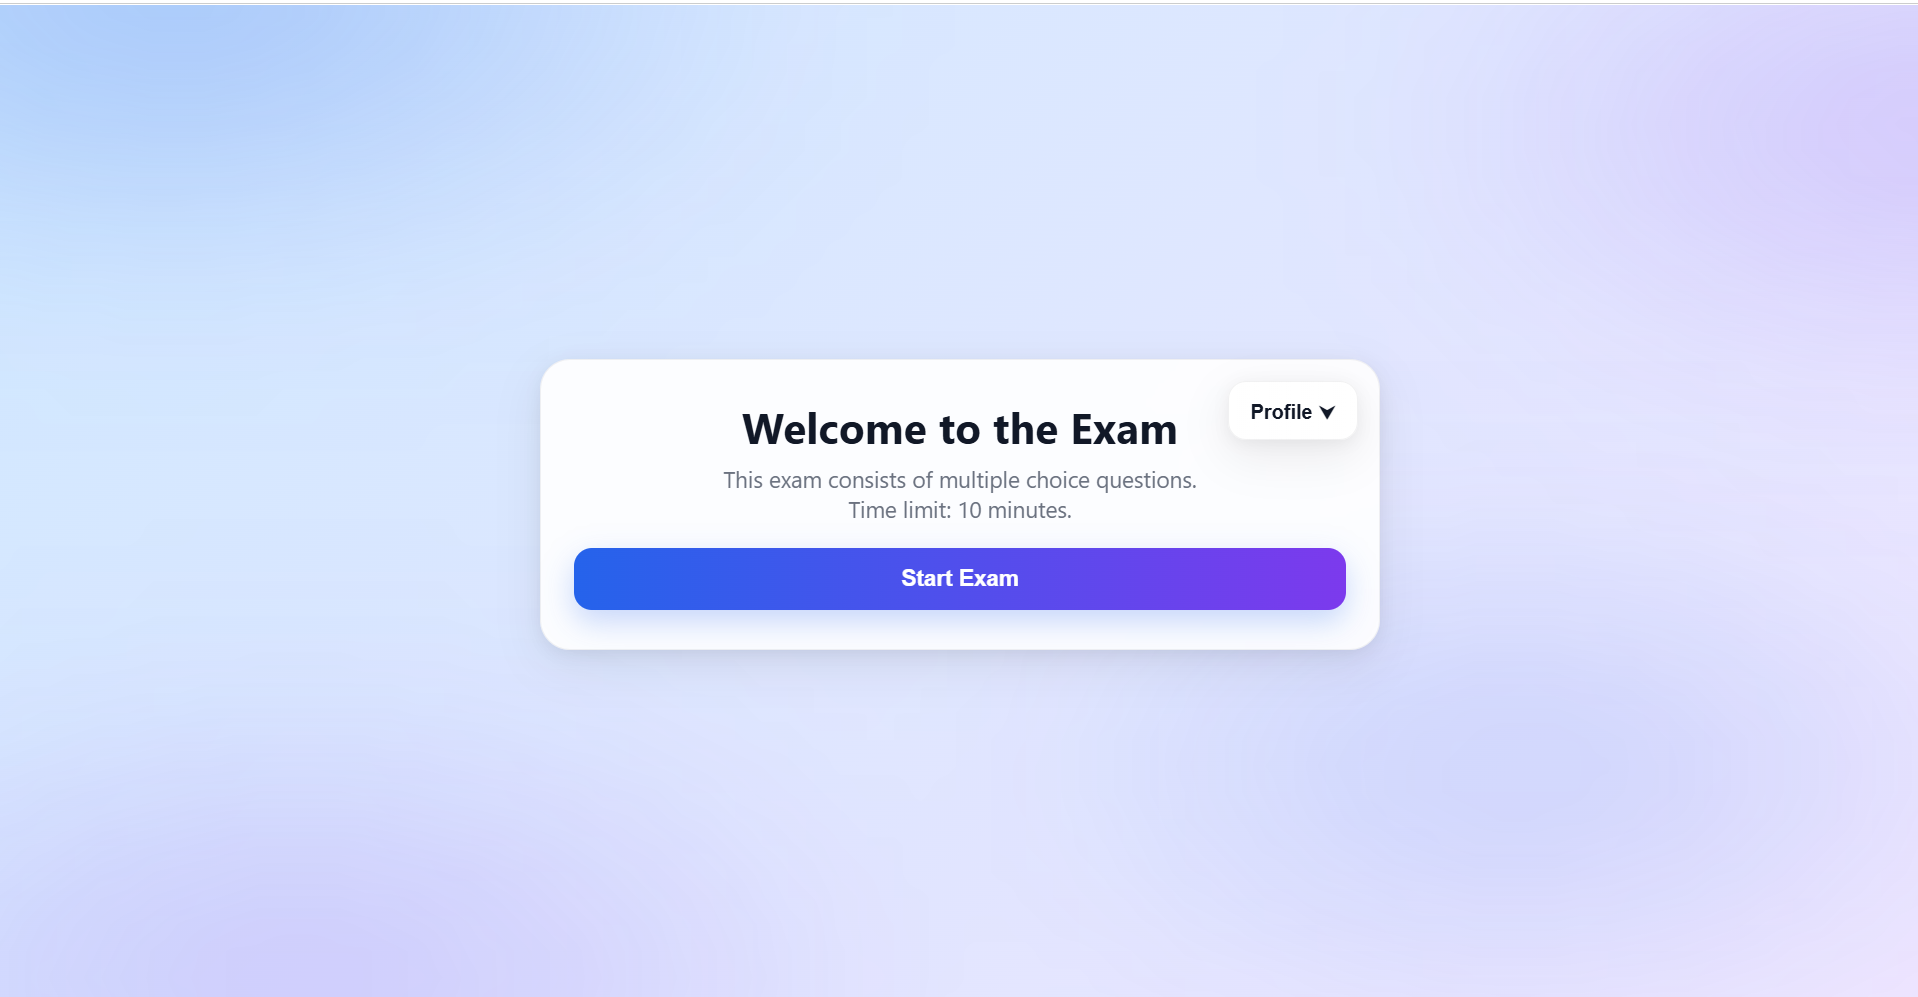 Profile ⮟
Welcome to the Exam
This exam consists of multiple choice questions.
Time limit: 10 minutes.
Start Exam